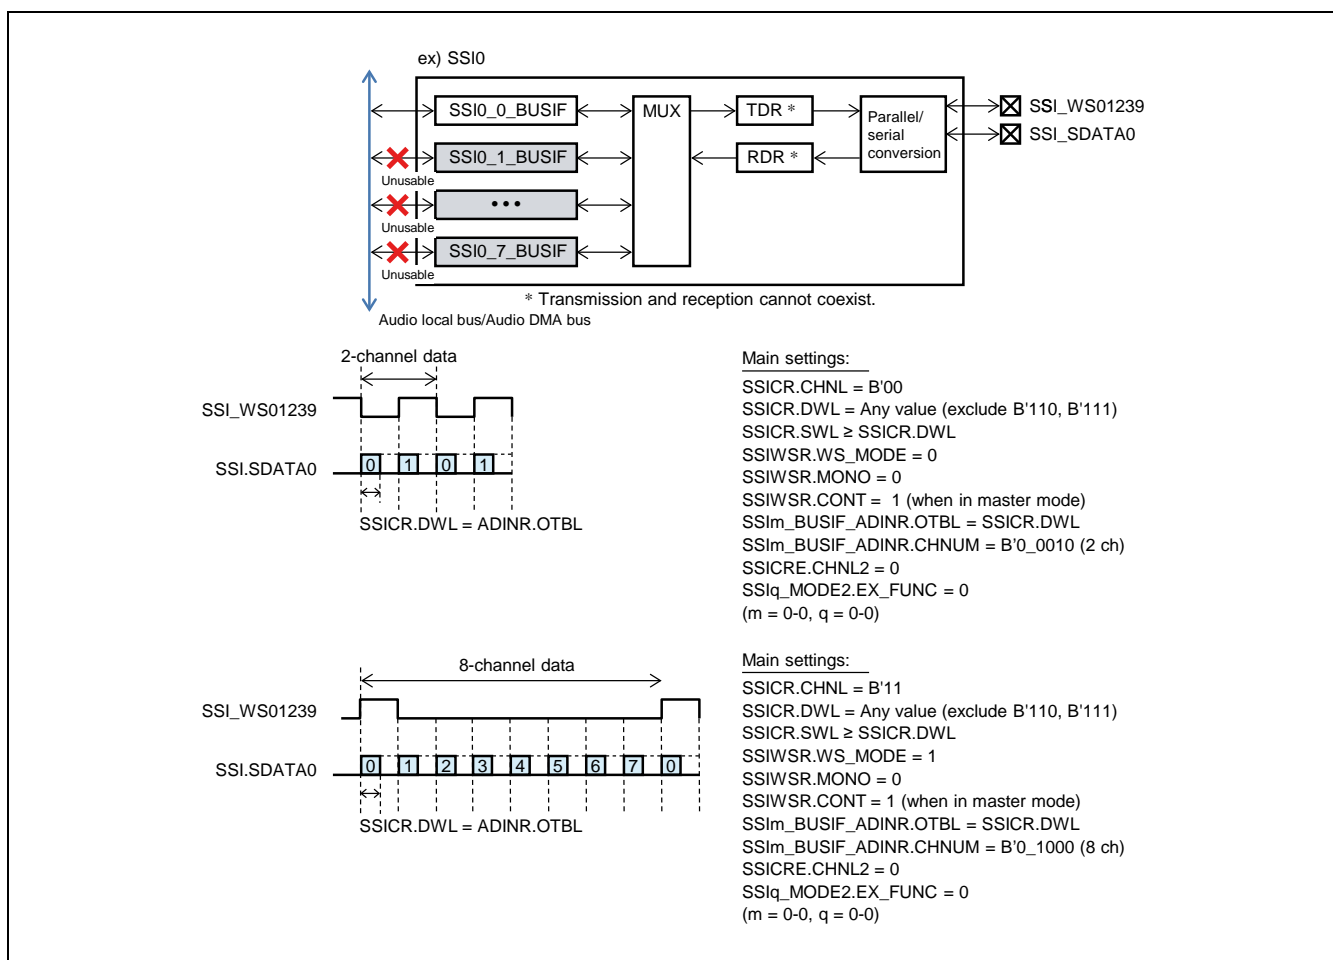 ex) SSI0
SSI0_0_BUSIF
MUX
TDR *
Parallel/
serial
conversion
SSI_WS01239
SSI_SDATA0
SSI0_1_BUSIF
RDR *
Unusable
•••
Unusable
SSI0_7_BUSIF
Unusable
* Transmission and reception cannot coexist.
Audio local bus/Audio DMA bus
2-channel data
SSI_WS01239
SSI.SDATA0
0 1 0 1
SSICR.DWL = ADINR.OTBL
Main settings:
SSICR.CHNL = B'00
SSICR.DWL = Any value (exclude B'110, B'111)
SSICR.SWL ≥ SSICR.DWL
SSIWSR.WS_MODE = 0
SSIWSR.MONO = 0
SSIWSR.CONT = 1 (when in master mode)
SSIm_BUSIF_ADINR.OTBL = SSICR.DWL
SSIm_BUSIF_ADINR.CHNUM = B'0_0010 (2 ch)
SSICRE.CHNL2 = 0
SSIq_MODE2.EX_FUNC = 0
(m = 0-0, q = 0-0)
8-channel data
SSI_WS01239
SSI.SDATA0
0 1 2 3 4 5 6 7 0
SSICR.DWL = ADINR.OTBL
Main settings:
SSICR.CHNL = B'11
SSICR.DWL = Any value (exclude B'110, B'111)
SSICR.SWL ≥ SSICR.DWL
SSIWSR.WS_MODE = 1
SSIWSR.MONO = 0
SSIWSR.CONT = 1 (when in master mode)
SSIm_BUSIF_ADINR.OTBL = SSICR.DWL
SSIm_BUSIF_ADINR.CHNUM = B'0_1000 (8 ch)
SSICRE.CHNL2 = 0
SSIq_MODE2.EX_FUNC = 0
(m = 0-0, q = 0-0)